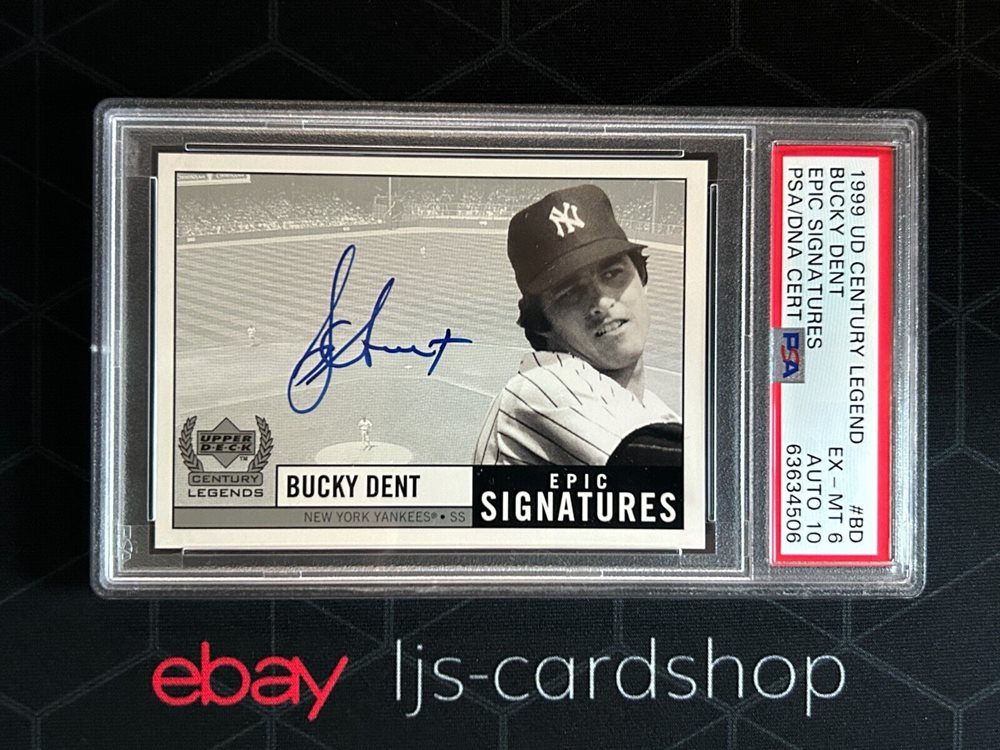 1999 UD CENTURY LEGEND #BD
BUCKY DENT EX - MT 6
EPIC SIGNATURES AUTO 10
PSA/DNA CERT 63634506
PSA
NY
UPPER
D·E·C·K
TM
CENTURY
LEGENDS
BUCKY DENT
NEW YORK YANKEES® • SS
EPIC
SIGNATURES
ebay ljs-cardshop